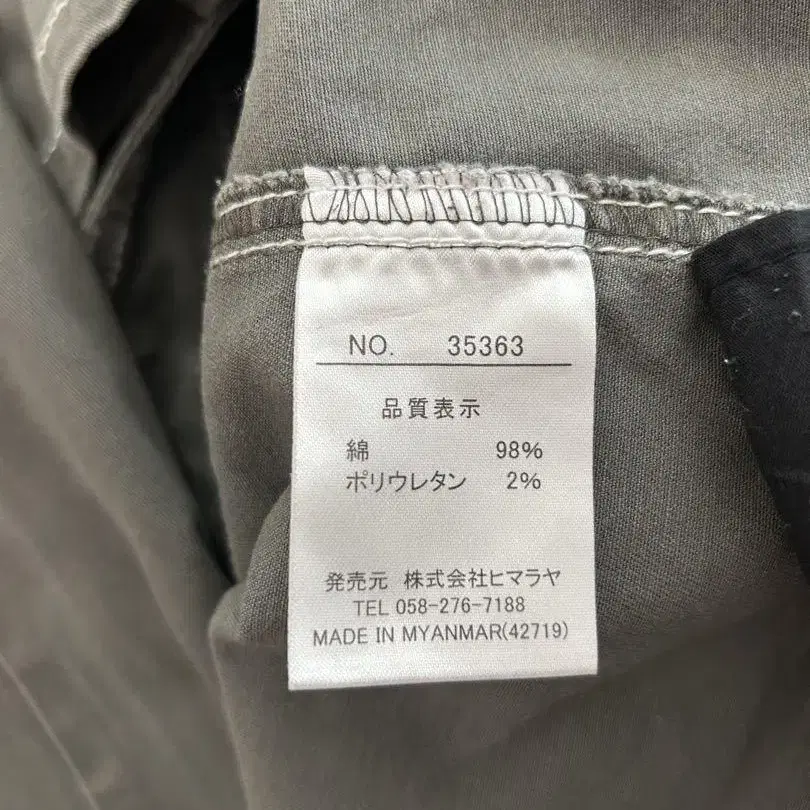 NO. 35363
品質表示
綿 98%
ポリウレタン 2%
発売元 株式会社ヒマラヤ
TEL 058-276-7188
MADE IN MYANMAR(42719)